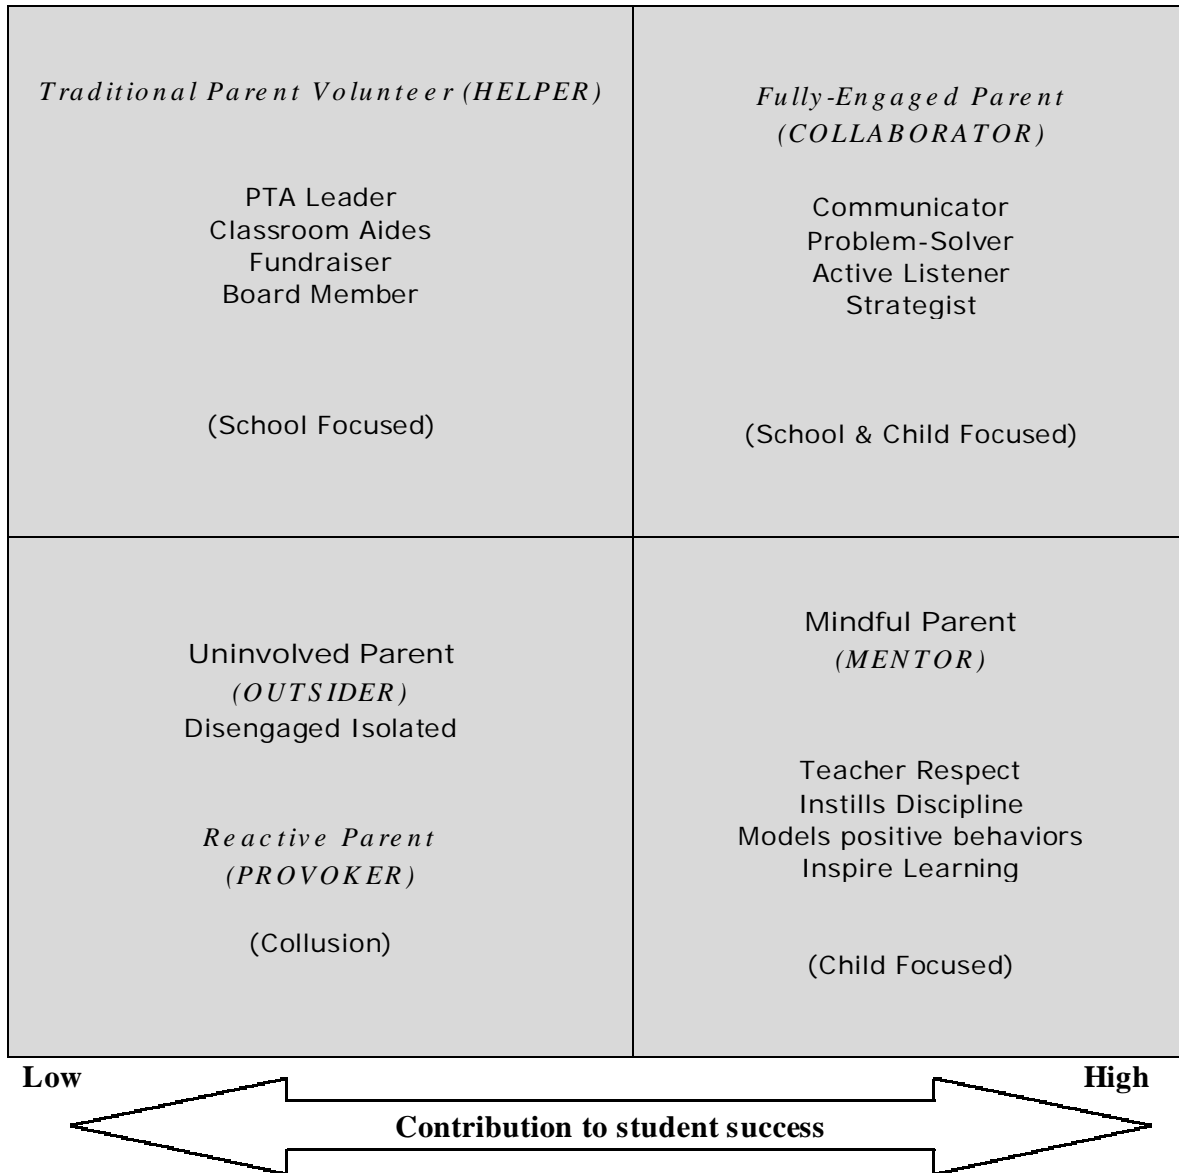 Traditional Parent Volunteer (HELPER)
PTA Leader
Classroom Aides
Fundraiser
Board Member
(School Focused)
Fully-Engaged Parent
(COLLABORATOR)
Communicator
Problem-Solver
Active Listener
Strategist
(School & Child Focused)
Uninvolved Parent
(OUTSIDER)
Disengaged Isolated
Reactive Parent
(PROVOKER)
(Collusion)
Mindful Parent
(MENTOR)
Teacher Respect
Instills Discipline
Models positive behaviors
Inspire Learning
(Child Focused)
Low
High
Contribution to student success